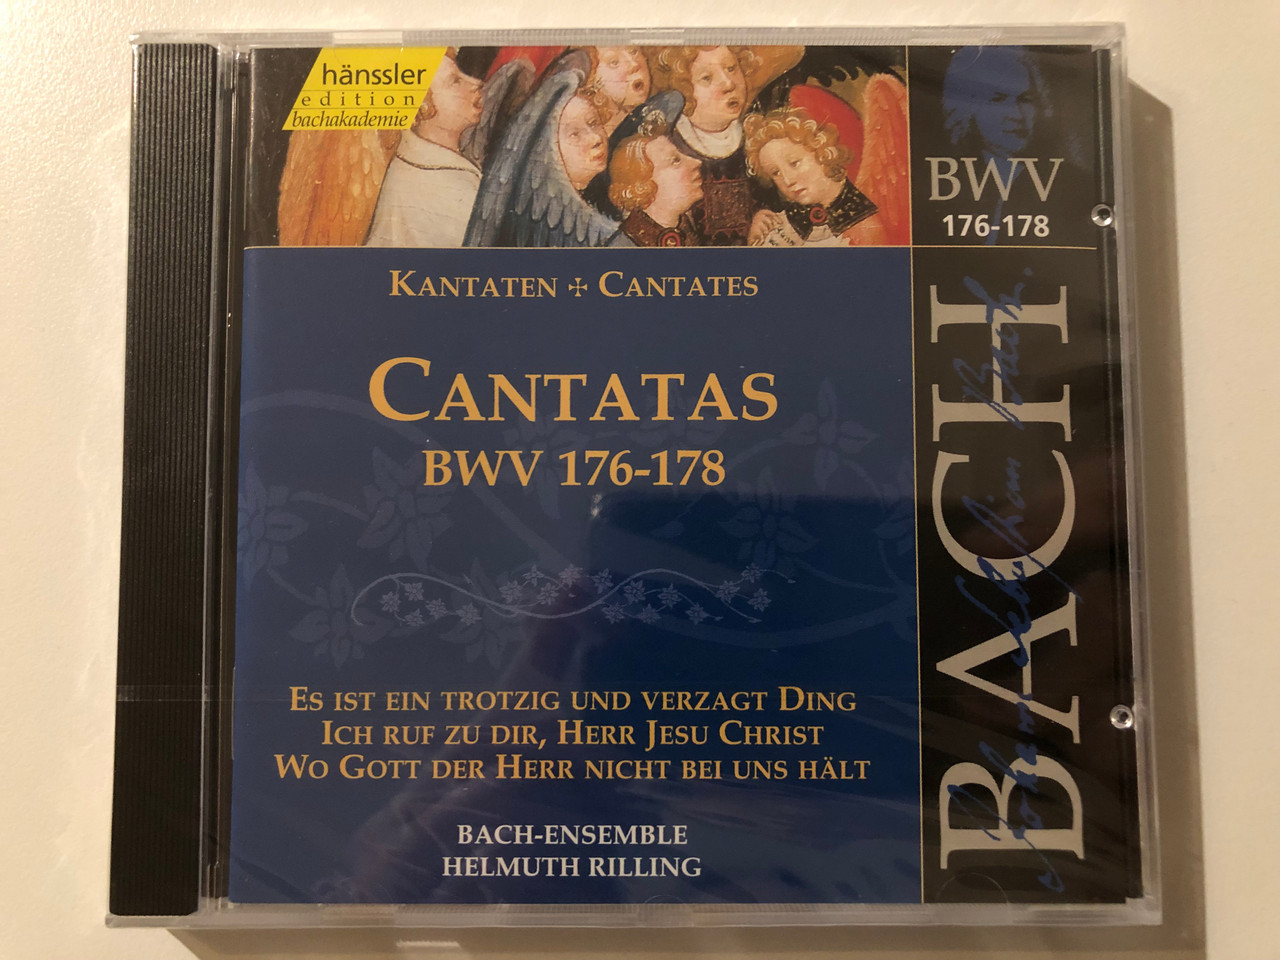 hänssler
edition
bachakademie
BWV
176-178
KANTATEN + CANTATES
CANTATAS
BWV 176-178
ES IST EIN TROTZIG UND VERZAGT DING
ICH RUF ZU DIR, HERR JESU CHRIST
WO GOTT DER HERR NICHT BEI UNS HÄLT
BACH-ENSEMBLE
HELMUTH RILLING
BACH